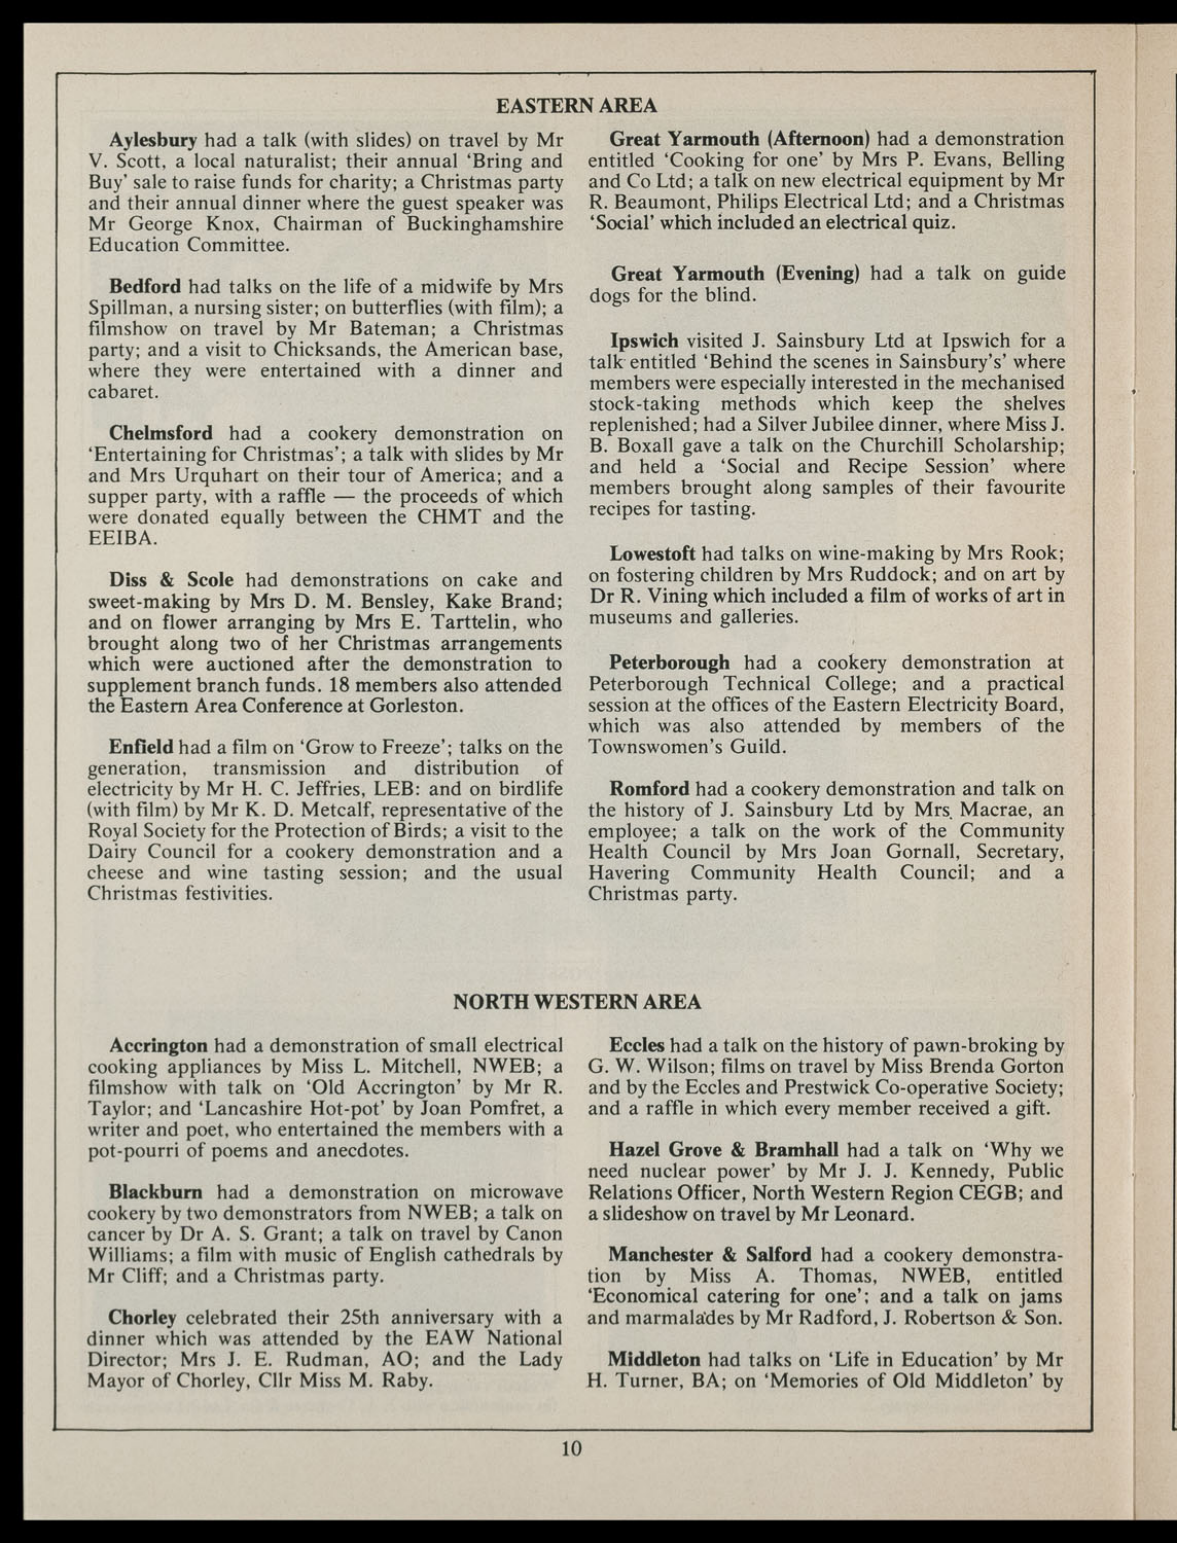 EASTERN AREA
Aylesbury had a talk (with slides) on travel by Mr
V. Scott, a local naturalist; their annual ‘Bring and
Buy’ sale to raise funds for charity; a Christmas party
and their annual dinner where the guest speaker was
Mr George Knox, Chairman of Buckinghamshire
Education Committee.
Bedford had talks on the life of a midwife by Mrs
Spillman, a nursing sister; on butterflies (with film); a
filmshow on travel by Mr Bateman; a Christmas
party; and a visit to Chicksands, the American base,
where they were entertained with a dinner and
cabaret.
Chelmsford had a cookery demonstration on
‘Entertaining for Christmas’; a talk with slides by Mr
and Mrs Urquhart on their tour of America; and a
supper party, with a raffle — the proceeds of which
were donated equally between the CHMT and the
EEIBA.
Diss & Scole had demonstrations on cake and
sweet-making by Mrs D. M. Bensley, Kake Brand;
and on flower arranging by Mrs E. Tarttelin, who
brought along two of her Christmas arrangements
which were auctioned after the demonstration to
supplement branch funds. 18 members also attended
the Eastern Area Conference at Gorleston.
Enfield had a film on ‘Grow to Freeze’; talks on the
generation, transmission and distribution of
electricity by Mr H. C. Jeffries, LEB: and on birdlife
(with film) by Mr K. D. Metcalf, representative of the
Royal Society for the Protection of Birds; a visit to the
Dairy Council for a cookery demonstration and a
cheese and wine tasting session; and the usual
Christmas festivities.
Great Yarmouth (Afternoon) had a demonstration
entitled ‘Cooking for one’ by Mrs P. Evans, Belling
and Co Ltd; a talk on new electrical equipment by Mr
R. Beaumont, Philips Electrical Ltd; and a Christmas
‘Social’ which included an electrical quiz.
Great Yarmouth (Evening) had a talk on guide
dogs for the blind.
Ipswich visited J. Sainsbury Ltd at Ipswich for a
talk entitled ‘Behind the scenes in Sainsbury’s’ where
members were especially interested in the mechanised
stock-taking methods which keep the shelves
replenished; had a Silver Jubilee dinner, where Miss J.
B. Boxall gave a talk on the Churchill Scholarship;
and held a ‘Social and Recipe Session’ where
members brought along samples of their favourite
recipes for tasting.
Lowestoft had talks on wine-making by Mrs Rook;
on fostering children by Mrs Ruddock; and on art by
Dr R. Vining which included a film of works of art in
museums and galleries.
Peterborough had a cookery demonstration at
Peterborough Technical College; and a practical
session at the offices of the Eastern Electricity Board,
which was also attended by members of the
Townswomen’s Guild.
Romford had a cookery demonstration and talk on
the history of J. Sainsbury Ltd by Mrs Macrae, an
employee; a talk on the work of the Community
Health Council by Mrs Joan Gornall, Secretary,
Havering Community Health Council; and a
Christmas party.
NORTH WESTERN AREA
Accrington had a demonstration of small electrical
cooking appliances by Miss L. Mitchell, NWEB; a
filmshow with talk on ‘Old Accrington’ by Mr R.
Taylor; and ‘Lancashire Hot-pot’ by Joan Pomfret, a
writer and poet, who entertained the members with a
pot-pourri of poems and anecdotes.
Blackburn had a demonstration on microwave
cookery by two demonstrators from NWEB; a talk on
cancer by Dr A. S. Grant; a talk on travel by Canon
Williams; a film with music of English cathedrals by
Mr Cliff; and a Christmas party.
Chorley celebrated their 25th anniversary with a
dinner which was attended by the EAW National
Director; Mrs J. E. Rudman, AO; and the Lady
Mayor of Chorley, Cllr Miss M. Raby.
Eccles had a talk on the history of pawn-broking by
G. W. Wilson; films on travel by Miss Brenda Gorton
and by the Eccles and Prestwick Co-operative Society;
and a raffle in which every member received a gift.
Hazel Grove & Bramhall had a talk on ‘Why we
need nuclear power’ by Mr J. J. Kennedy, Public
Relations Officer, North Western Region CEGB; and
a slideshow on travel by Mr Leonard.
Manchester & Salford had a cookery demonstra-
tion by Miss A. Thomas, NWEB, entitled
‘Economical catering for one’; and a talk on jams
and marmalades by Mr Radford, J. Robertson & Son.
Middleton had talks on ‘Life in Education’ by Mr
H. Turner, BA; on ‘Memories of Old Middleton’ by
10